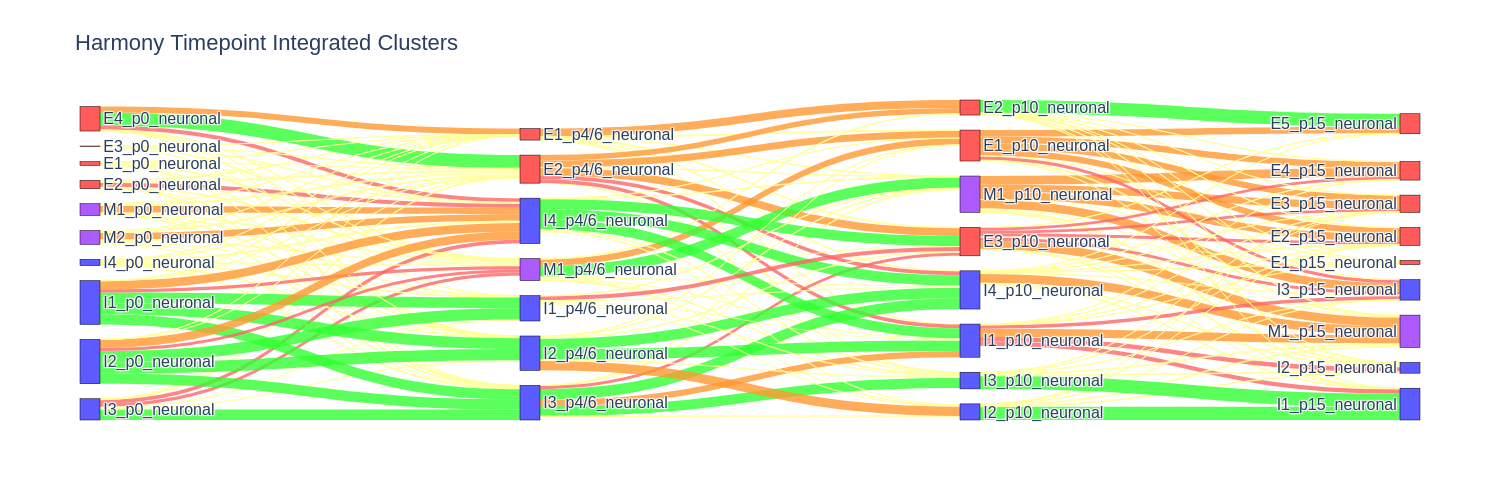 Harmony Timepoint Integrated Clusters
E4_p0_neuronal
E3_p0_neuronal
E1_p0_neuronal
E2_p0_neuronal
M1_p0_neuronal
M2_p0_neuronal
I4_p0_neuronal
I1_p0_neuronal
I2_p0_neuronal
I3_p0_neuronal
E1_p4/6_neuronal
E2_p4/6_neuronal
I4_p4/6_neuronal
M1_p4/6_neuronal
I1_p4/6_neuronal
I2_p4/6_neuronal
I3_p4/6_neuronal
E2_p10_neuronal
E1_p10_neuronal
M1_p10_neuronal
E3_p10_neuronal
I4_p10_neuronal
I1_p10_neuronal
I3_p10_neuronal
I2_p10_neuronal
E5_p15_neuronal
E4_p15_neuronal
E3_p15_neuronal
E2_p15_neuronal
E1_p15_neuronal
I3_p15_neuronal
M1_p15_neuronal
I2_p15_neuronal
I1_p15_neuronal